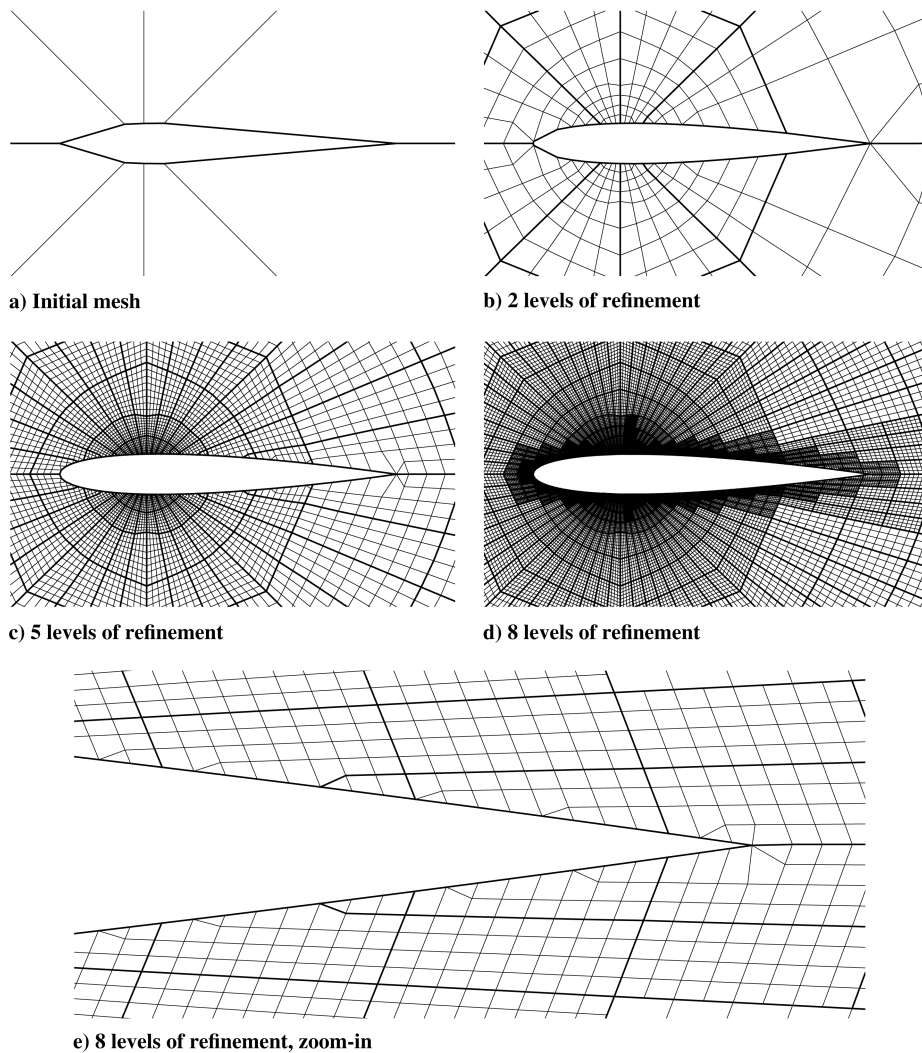 a) Initial mesh
b) 2 levels of refinement
c) 5 levels of refinement
d) 8 levels of refinement
e) 8 levels of refinement, zoom-in